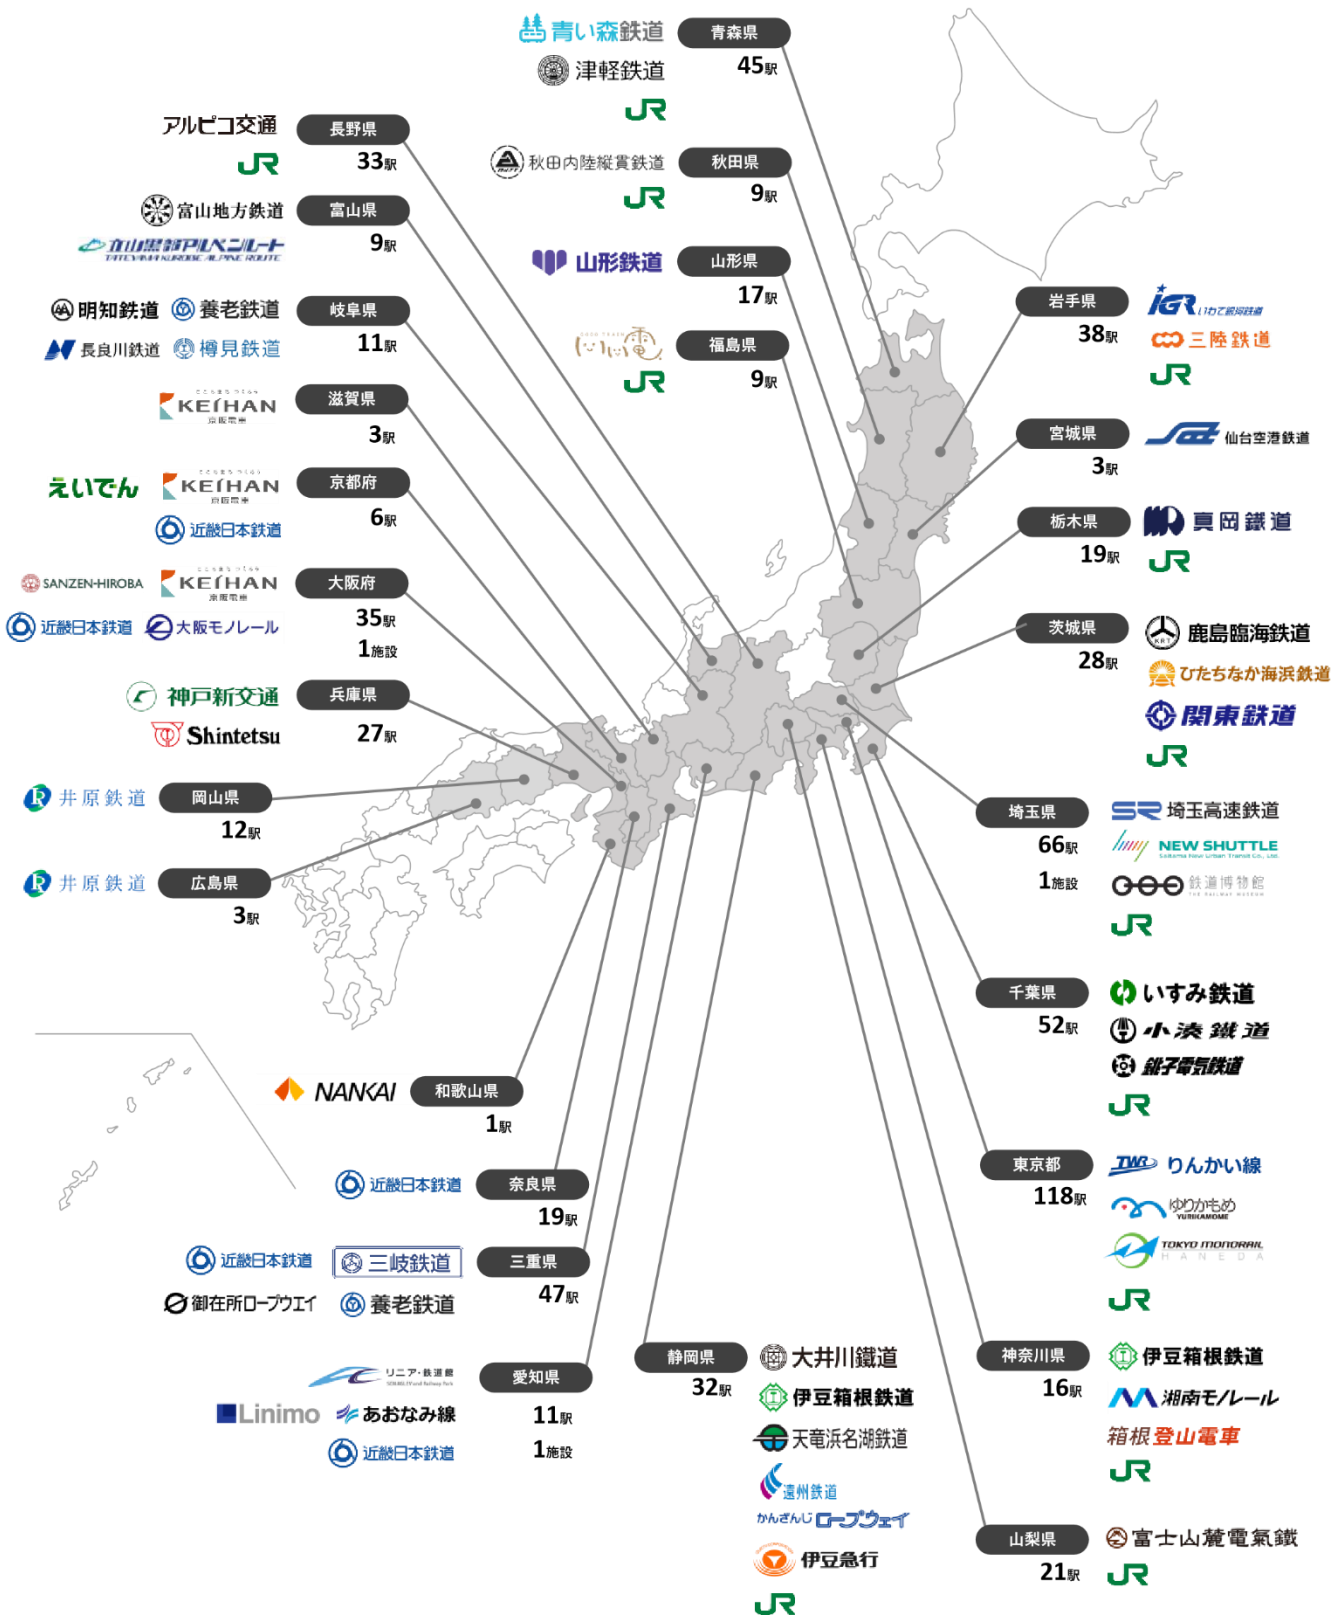 青い森鉄道
青森県
45駅
津軽鉄道
JR
アルピコ交通
長野県
33駅
JR
秋田内陸縦貫鉄道
秋田県
9駅
JR
富山地方鉄道
富山県
9駅
立山黒部アルペンルート
TATEYAMA KUROBE ALPINE ROUTE
山形鉄道
山形県
17駅
福島県
9駅
JR
明知鉄道
養老鉄道
岐阜県
11駅
長良川鉄道
樽見鉄道
岩手県
38駅
IGR いわて銀河鉄道
三陸鉄道
JR
KEIHAN
京阪電車
滋賀県
3駅
宮城県
3駅
仙台空港鉄道
えいでん
KEIHAN
京阪電車
京都府
6駅
近畿日本鉄道
栃木県
19駅
真岡鐵道
JR
SANZEN-HIROBA
KEIHAN
京阪電車
大阪府
35駅
1施設
近畿日本鉄道
大阪モノレール
茨城県
28駅
KRT
鹿島臨海鉄道
ひたちなか海浜鉄道
関東鉄道
JR
神戸新交通
兵庫県
27駅
Shintetsu
井原鉄道
岡山県
12駅
埼玉県
66駅
1施設
SR 埼玉高速鉄道
NEW SHUTTLE
Saitama New Urban Transit Co., Ltd.
鉄道博物館
THE RAILWAY MUSEUM
JR
井原鉄道
広島県
3駅
千葉県
52駅
いすみ鉄道
小湊鐵道
銚子電気鉄道
JR
NANKAI
和歌山県
1駅
東京都
118駅
TWR りんかい線
ゆりかもめ
YURIKAMOME
TOKYO MONORAIL
HANEDA
JR
近畿日本鉄道
奈良県
19駅
近畿日本鉄道
三岐鉄道
三重県
47駅
御在所ロープウエイ
養老鉄道
リニア・鉄道館
愛知県
11駅
1施設
Linimo
あおなみ線
近畿日本鉄道
静岡県
32駅
大井川鐵道
伊豆箱根鉄道
天竜浜名湖鉄道
遠州鉄道
かんざんじロープウェイ
伊豆急行
JR
神奈川県
16駅
伊豆箱根鉄道
湘南モノレール
箱根登山電車
JR
山梨県
21駅
富士山麓電氣鐵
JR